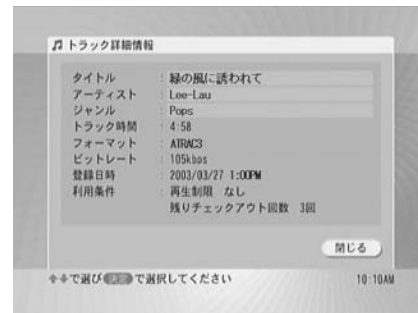 トラック詳細情報
タイトル : 緑の風に誘われて
アーティスト : Lee-Lau
ジャンル : Pops
トラック時間 : 4:58
フォーマット : ATRAC3
ビットレート : 105kbps
登録日時 : 2003/03/27 1:00PM
利用条件 : 再生制限 なし
残りチェックアウト回数 3回
閉じる
で選び 決定 で選択してください 10:10AM